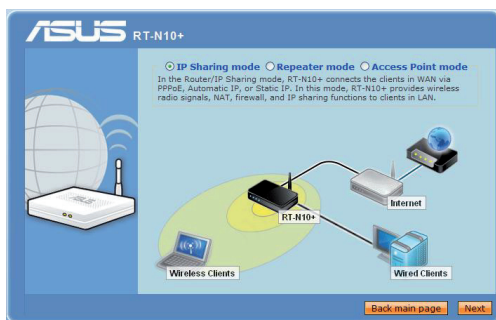 ASUS RT-N10+
IP Sharing mode Repeater mode Access Point mode
In the Router/IP Sharing mode, RT-N10+ connects the clients in WAN via
PPPoE, Automatic IP, or Static IP. In this mode, RT-N10+ provides wireless
radio signals, NAT, firewall, and IP sharing functions to clients in LAN.
Internet
RT-N10+
Wireless Clients
Wired Clients
ASUS
Back main page Next